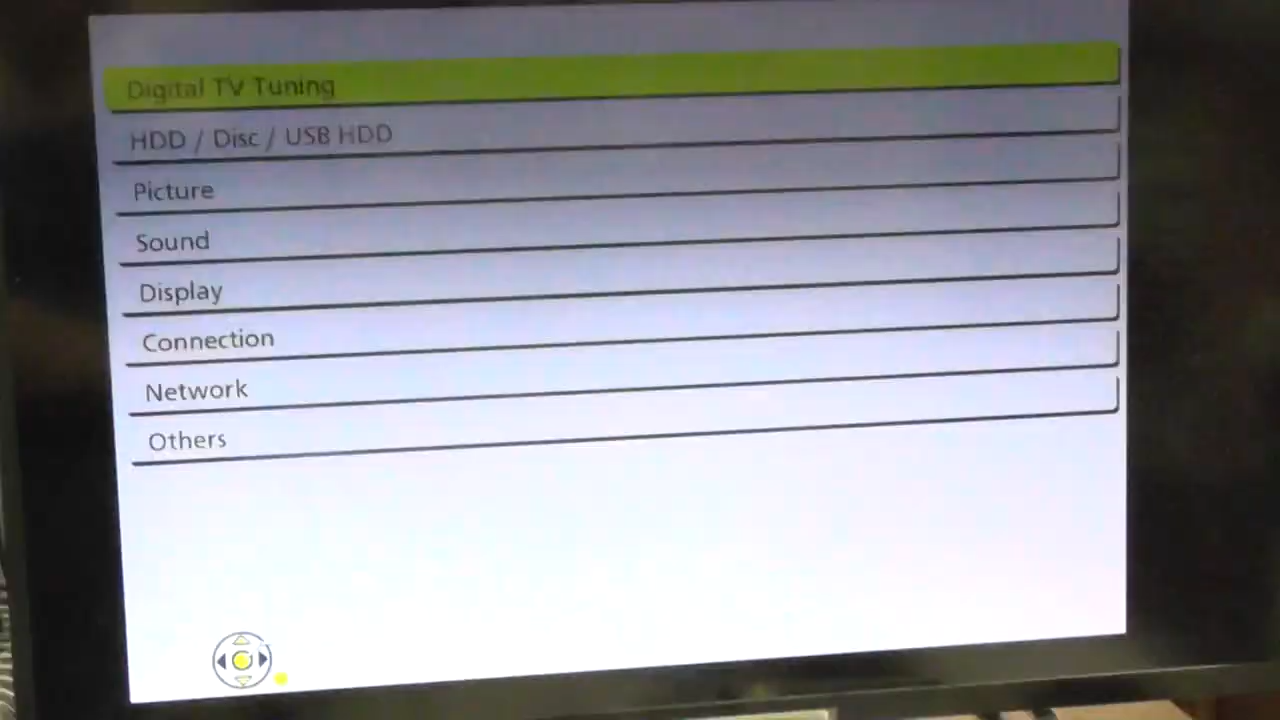 Digital TV Tuning
HDD / Disc / USB HDD
Picture
Sound
Display
Connection
Network
Others